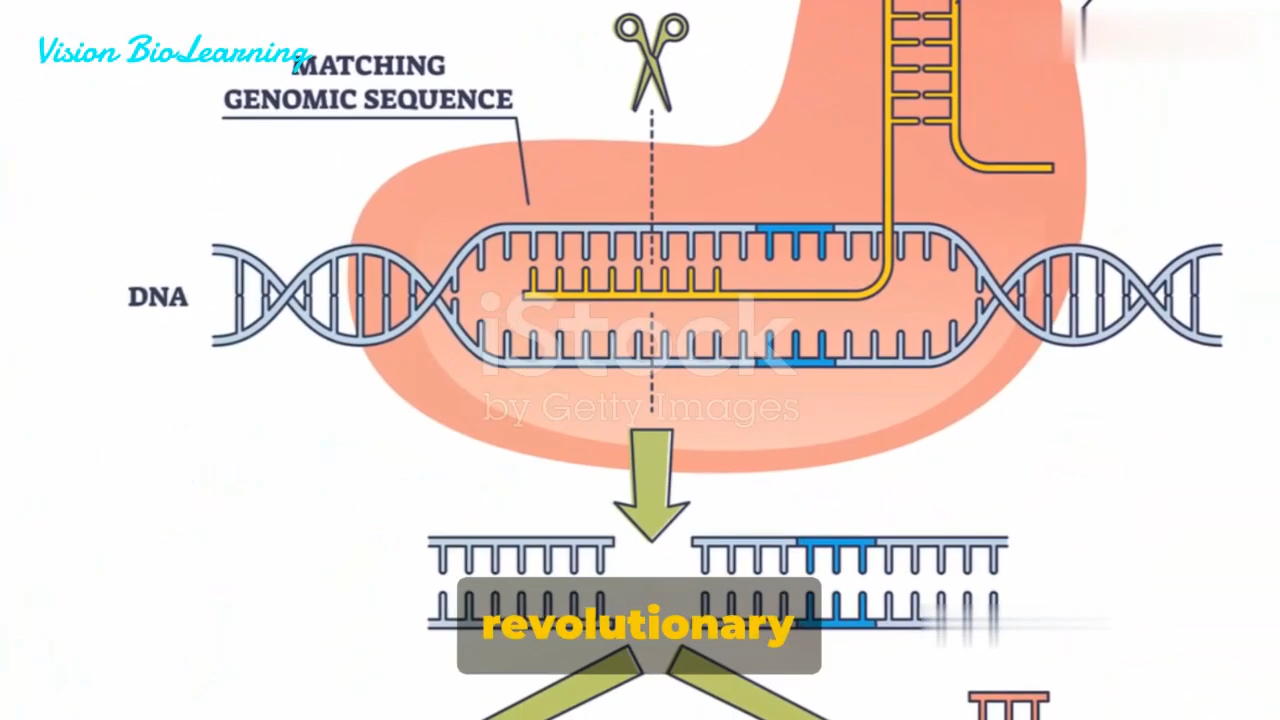 Vision BioLearning
MATCHING
GENOMIC SEQUENCE
DNA
iStock
by Getty Images
revolutionary